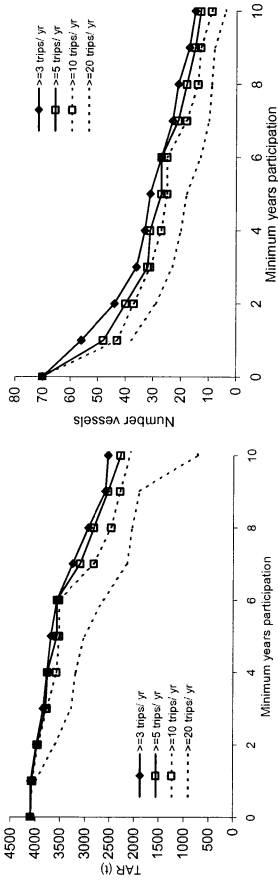 4500
4000
3500
3000
2500
2000
1500
1000
500
0
TAR (t)
>=3 trips/ yr
>=5 trips/ yr
>=10 trips/ yr
>=20 trips/ yr
0 2 4 6 8 10
Minimum years participation
80
70
60
50
40
30
20
10
0
Number vessels
>=3 trips/ yr
>=5 trips/ yr
>=10 trips/ yr
>=20 trips/ yr
0 2 4 6 8 10
Minimum years participation